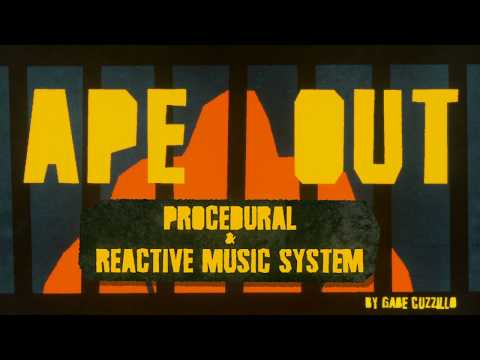 APE OUT
PROCEDURAL
&
REACTIVE MUSIC SYSTEM
BY GABE CUZZILLO